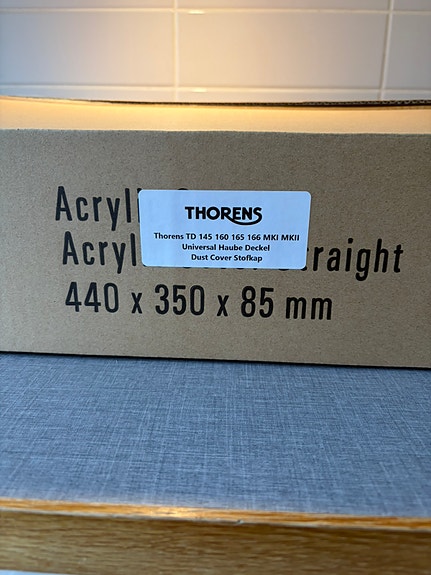 Acryl
THORENS
Thorens TD 145 160 165 166 MKI MKII
Universal Haube Deckel
Dust Cover Stofkap
Acryl raight
440 x 350 x 85 mm